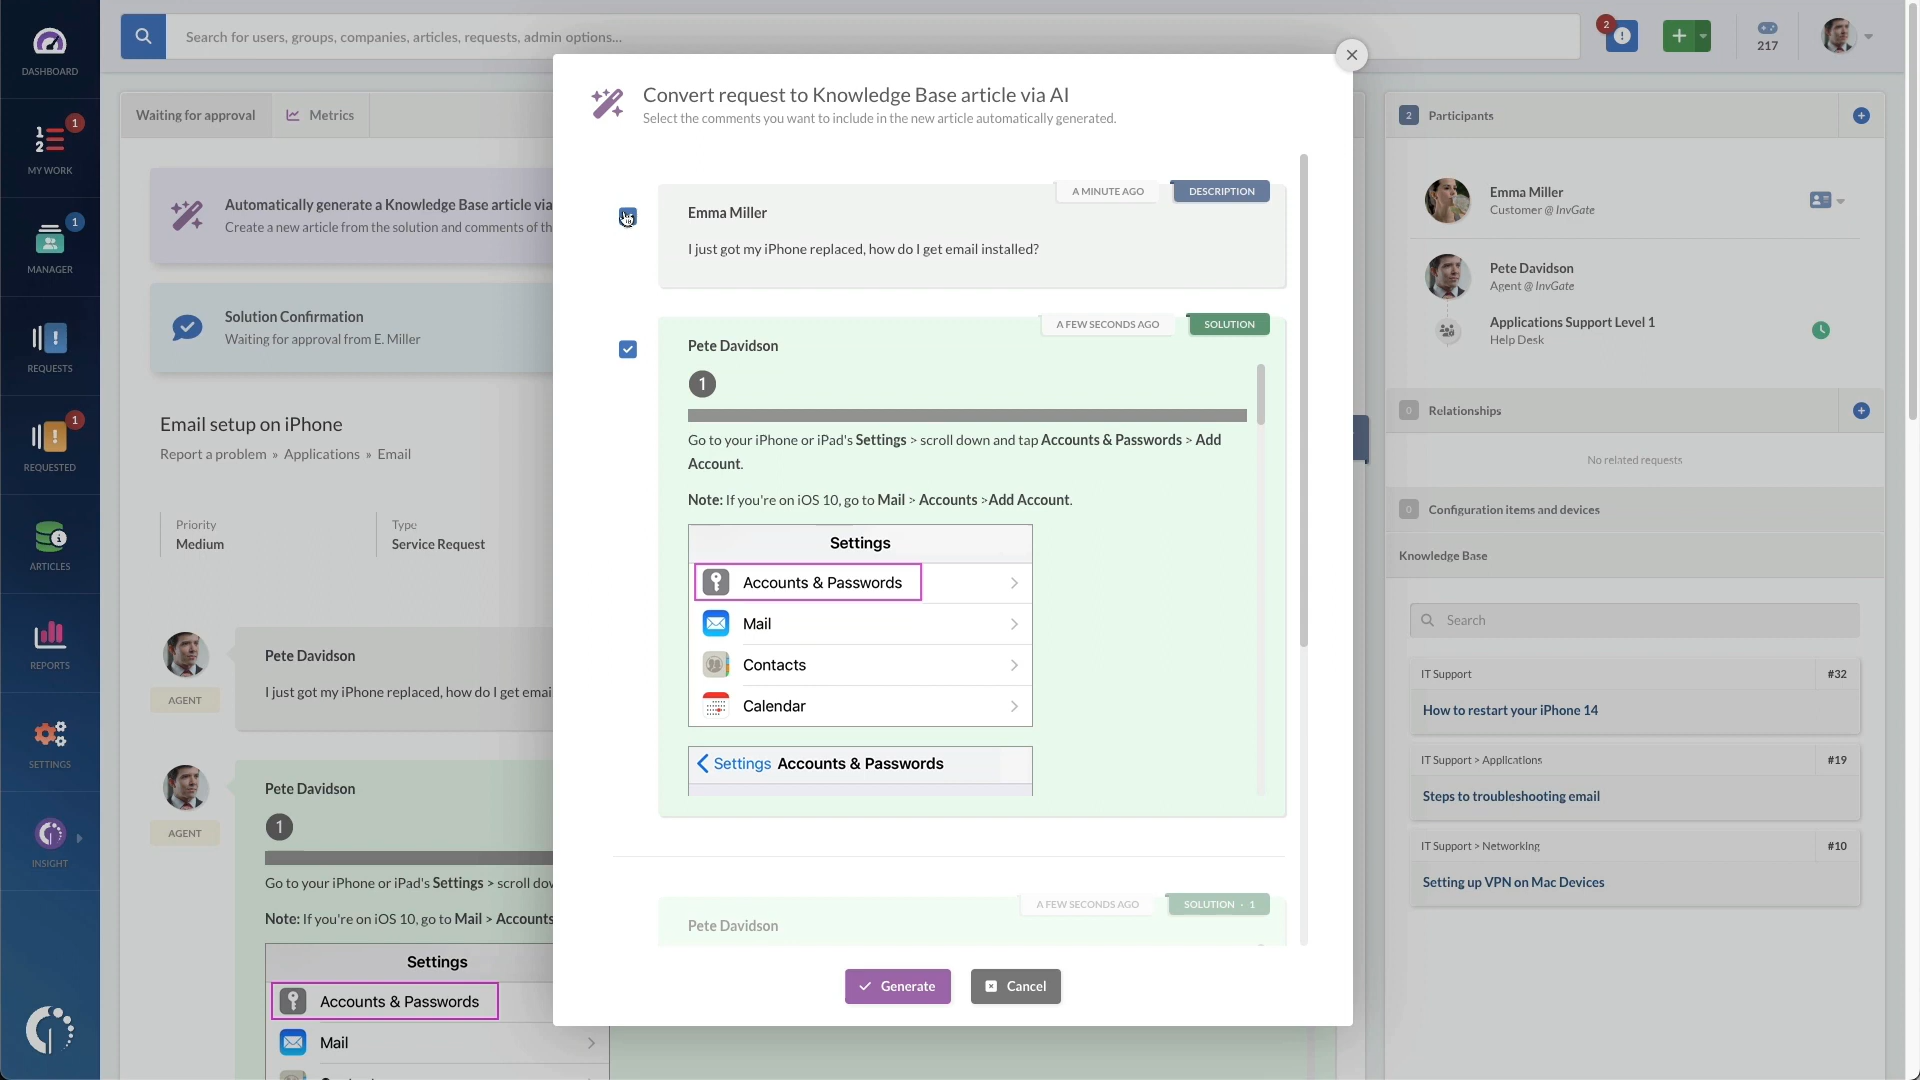 DASHBOARD
1
MY WORK
1
MANAGER
REQUESTS
1
REQUESTED
ARTICLES
REPORTS
SETTINGS
INSIGHT
Search for users, groups, companies, articles, requests, admin options...
2
217
Waiting for approval
Metrics
Automatically generate a Knowledge Base article via
Create a new article from the solution and comments of th
Solution Confirmation
Waiting for approval from E. Miller
Email setup on iPhone
Report a problem » Applications » Email
Priority
Medium
Type
Service Request
Pete Davidson
I just got my iPhone replaced, how do I get emai
AGENT
Pete Davidson
AGENT
1
Go to your iPhone or iPad's Settings > scroll dov
Note: If you're on iOS 10, go to Mail > Accounts
Settings
Accounts & Passwords
Mail
Convert request to Knowledge Base article via AI
Select the comments you want to include in the new article automatically generated.
A MINUTE AGO
DESCRIPTION
Emma Miller
I just got my iPhone replaced, how do I get email installed?
A FEW SECONDS AGO
SOLUTION
Pete Davidson
1
Go to your iPhone or iPad's Settings > scroll down and tap Accounts & Passwords > Add
Account.
Note: If you're on iOS 10, go to Mail > Accounts >Add Account.
Settings
Accounts & Passwords
Mail
Contacts
Calendar
Settings Accounts & Passwords
A FEW SECONDS AGO
SOLUTION · 1
Pete Davidson
Generate
Cancel
2
Participants
Emma Miller
Customer @ InvGate
Pete Davidson
Agent @ InvGate
Applications Support Level 1
Help Desk
0
Relationships
No related requests
0
Configuration items and devices
Knowledge Base
Search
IT Support
#32
How to restart your iPhone 14
IT Support > Applications
#19
Steps to troubleshooting email
IT Support > Networking
#10
Setting up VPN on Mac Devices